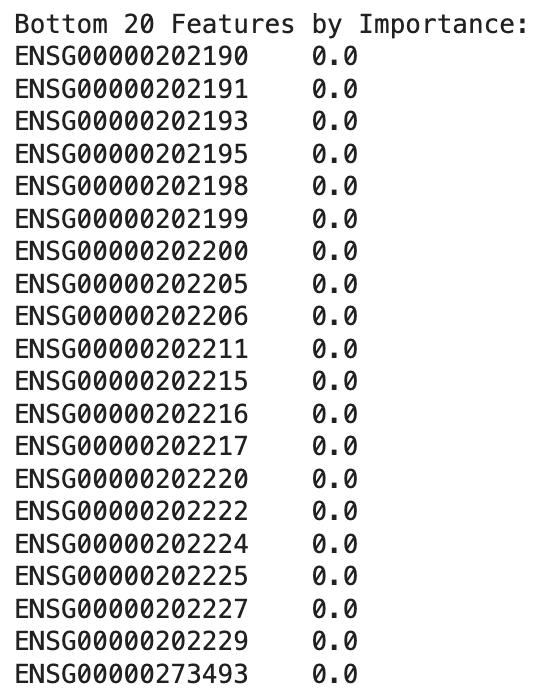 Bottom 20 Features by Importance:
ENSG00000202190    0.0
ENSG00000202191    0.0
ENSG00000202193    0.0
ENSG00000202195    0.0
ENSG00000202198    0.0
ENSG00000202199    0.0
ENSG00000202200    0.0
ENSG00000202205    0.0
ENSG00000202206    0.0
ENSG00000202211    0.0
ENSG00000202215    0.0
ENSG00000202216    0.0
ENSG00000202217    0.0
ENSG00000202220    0.0
ENSG00000202222    0.0
ENSG00000202224    0.0
ENSG00000202225    0.0
ENSG00000202227    0.0
ENSG00000202229    0.0
ENSG00000273493    0.0